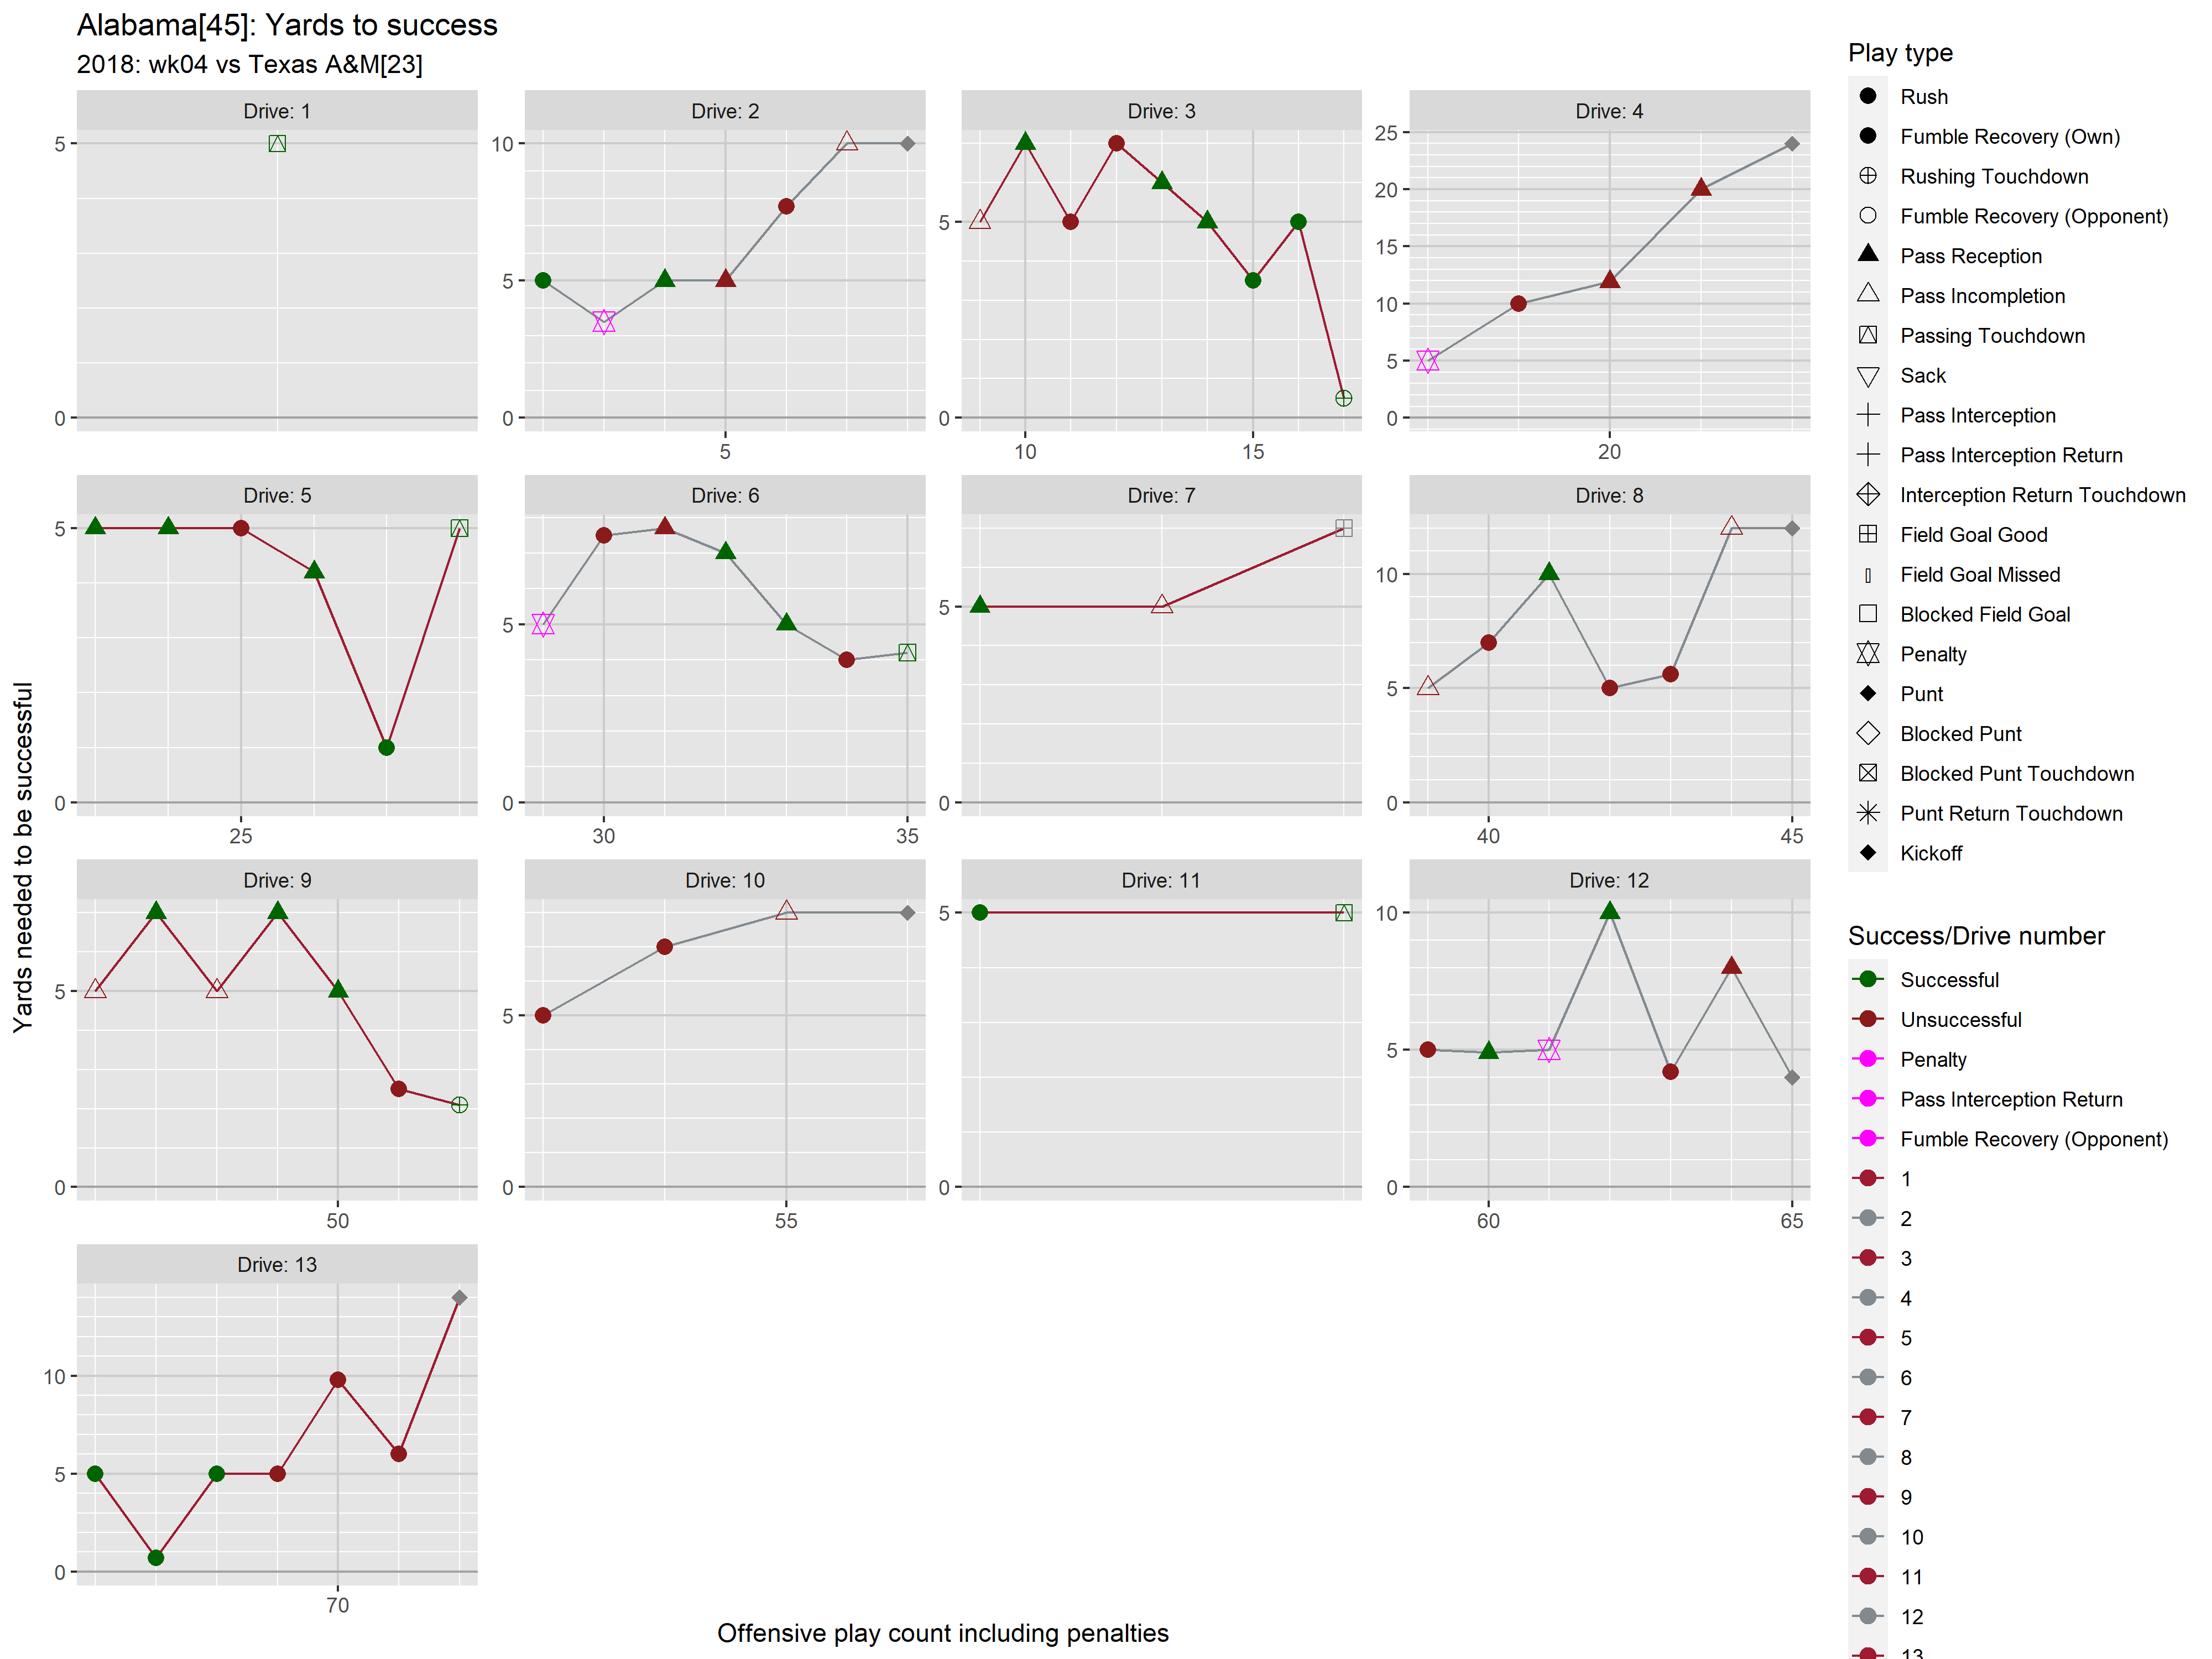 Alabama[45]: Yards to success
2018: wk04 vs Texas A&M[23]
Drive: 1
5
0
Drive: 2
10
5
0
5
Drive: 3
5
0
10
15
Drive: 4
25
20
15
10
5
0
20
Drive: 5
5
0
25
Drive: 6
5
0
30
35
Drive: 7
5
0
Drive: 8
10
5
0
40
45
Drive: 9
5
0
50
Drive: 10
5
0
55
Drive: 11
5
0
Drive: 12
10
5
0
60
65
Drive: 13
10
5
0
70
Yards needed to be successful
Offensive play count including penalties
Play type
Rush
Fumble Recovery (Own)
Rushing Touchdown
Fumble Recovery (Opponent)
Pass Reception
Pass Incompletion
Passing Touchdown
Sack
Pass Interception
Pass Interception Return
Interception Return Touchdown
Field Goal Good
Field Goal Missed
Blocked Field Goal
Penalty
Punt
Blocked Punt
Blocked Punt Touchdown
Punt Return Touchdown
Kickoff
Success/Drive number
Successful
Unsuccessful
Penalty
Pass Interception Return
Fumble Recovery (Opponent)
1
2
3
4
5
6
7
8
9
10
11
12
13